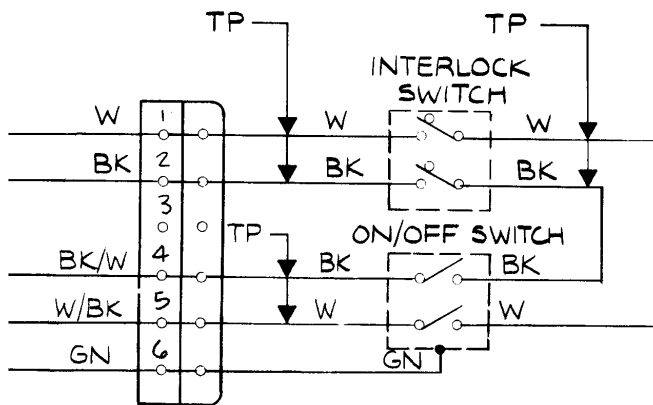 TP
TP
INTERLOCK
SWITCH
W
1
W
W
BK
2
BK
BK
3
TP
ON/OFF SWITCH
BK/W
4
BK
BK
W/BK
5
W
W
GN
6
GN